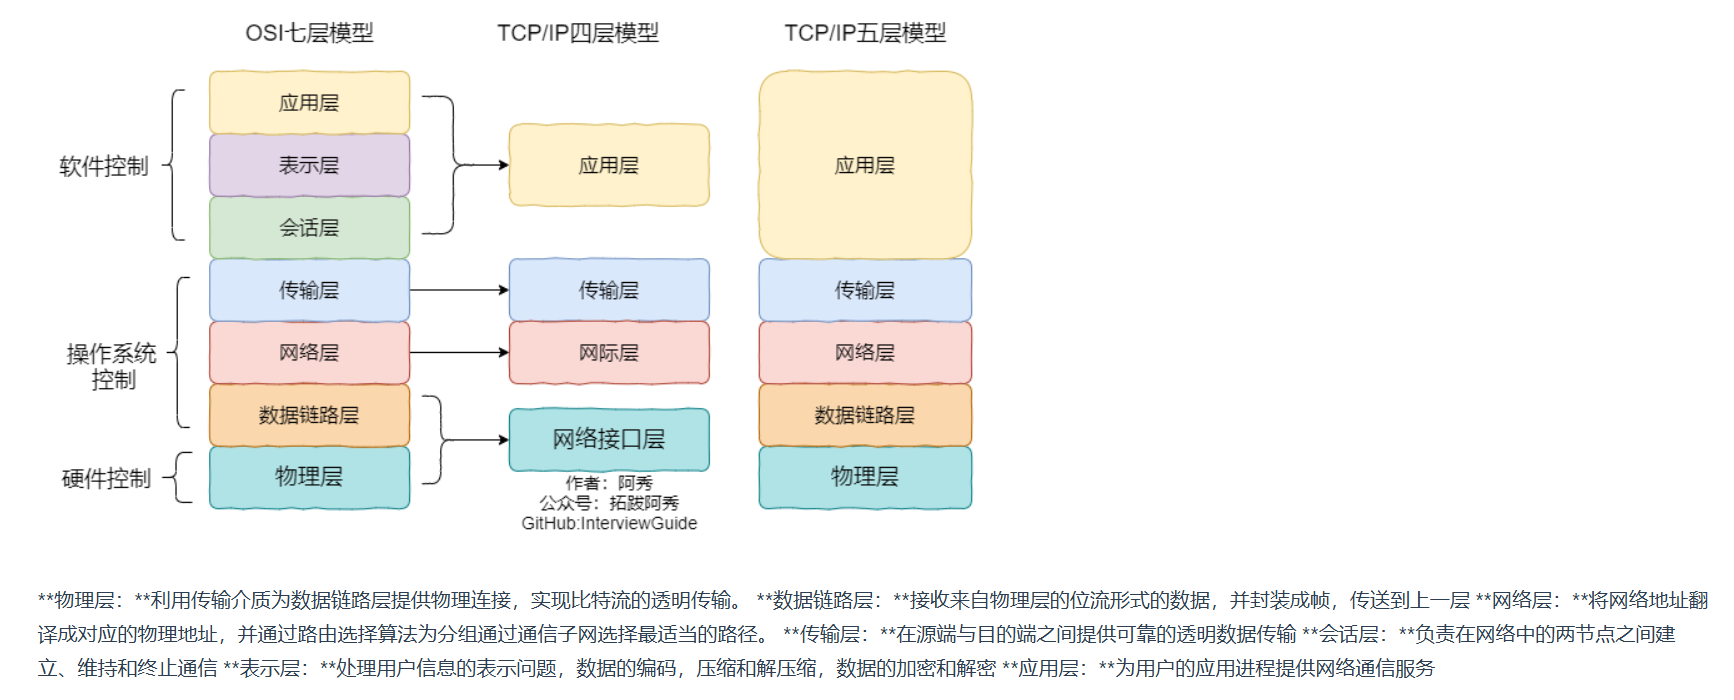 OSI七层模型
TCP/IP四层模型
TCP/IP五层模型
软件控制
操作系统
控制
硬件控制
应用层
表示层
会话层
传输层
网络层
数据链路层
物理层
应用层
传输层
网际层
网络接口层
作者：阿秀
公众号：拓跋阿秀
GitHub:InterviewGuide
应用层
传输层
网络层
数据链路层
物理层
**物理层：**利用传输介质为数据链路层提供物理连接，实现比特流的透明传输。 **数据链路层：**接收来自物理层的位流形式的数据，并封装成帧，传送到上一层 **网络层：**将网络地址翻
译成对应的物理地址，并通过路由选择算法为分组通过通信子网选择最适当的路径。 **传输层：**在源端与目的端之间提供可靠的透明数据传输 **会话层：**负责在网络中的两节点之间建
立、维持和终止通信 **表示层：**处理用户信息的表示问题，数据的编码，压缩和解压缩，数据的加密和解密 **应用层：**为用户的应用进程提供网络通信服务